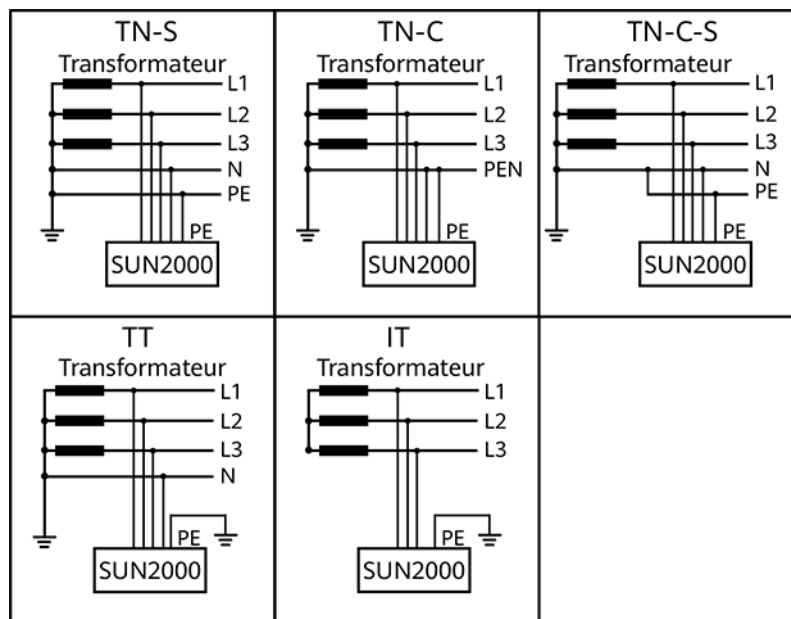 TN-S
Transformateur
L1
L2
L3
N
PE
PE
SUN2000
TN-C
Transformateur
L1
L2
L3
PEN
PE
SUN2000
TN-C-S
Transformateur
L1
L2
L3
N
PE
PE
SUN2000
TT
Transformateur
L1
L2
L3
N
PE
SUN2000
IT
Transformateur
L1
L2
L3
PE
SUN2000